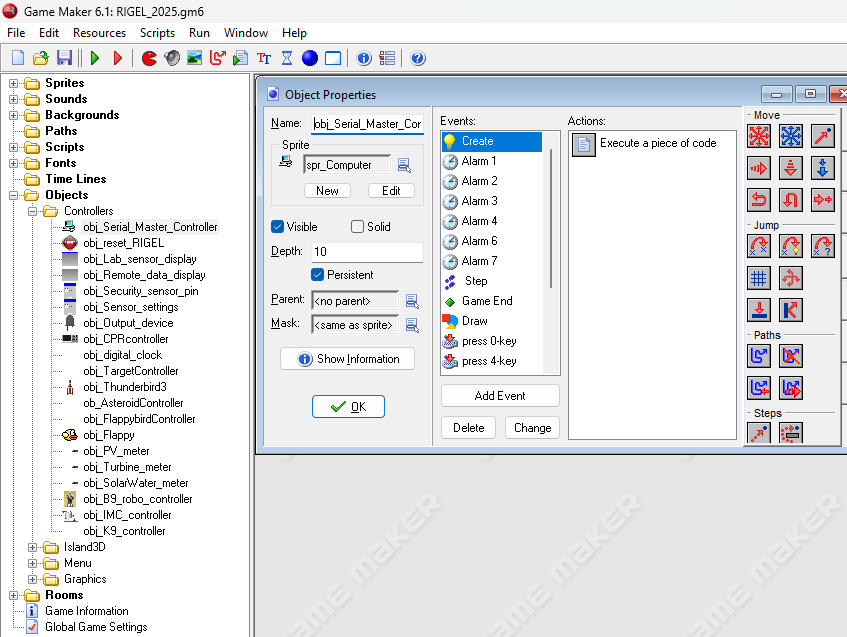 Game Maker 6.1: RIGEL_2025.gm6
File Edit Resources Scripts Run Window Help
Sprites
Sounds
Backgrounds
Paths
Scripts
Fonts
Time Lines
Objects
Controllers
obj_Serial_Master_Controller
obj_reset_RIGEL
obj_Lab_sensor_display
obj_Remote_data_display
obj_Security_sensor_pin
obj_Sensor_settings
obj_Output_device
obj_CPRcontroller
obj_digital_clock
obj_TargetController
obj_Thunderbird3
ob_AsteroidController
obj_FlappybirdController
obj_Flappy
obj_PV_meter
obj_Turbine_meter
obj_SolarWater_meter
obj_B9_robo_controller
obj_IMC_controller
obj_K9_controller
Island3D
Menu
Graphics
Rooms
Game Information
Global Game Settings
Object Properties
Name: obj_Serial_Master_Cor
Sprite
spr_Computer
New Edit
Visible Solid
Depth: 10
Persistent
Parent: <no parent>
Mask: <same as sprite>
Show Information
OK
Events:
Create
Alarm 1
Alarm 2
Alarm 3
Alarm 4
Alarm 6
Alarm 7
Step
Game End
Draw
press 0-key
press 4-key
Add Event
Delete Change
Actions:
Execute a piece of code
Move
Jump
Paths
Steps
GAME MAKER
GAME MAKER
GAME MAKER